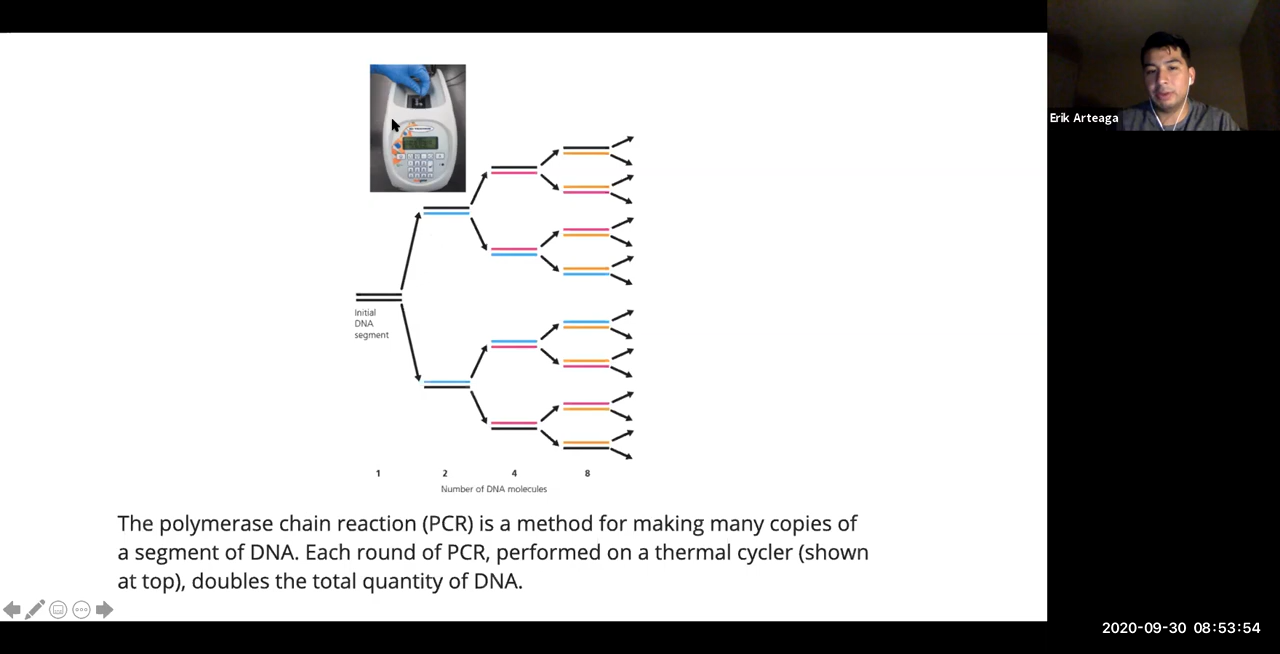 Erik Arteaga
Initial
DNA
segment
1 2 4 8
Number of DNA molecules
The polymerase chain reaction (PCR) is a method for making many copies of
a segment of DNA. Each round of PCR, performed on a thermal cycler (shown
at top), doubles the total quantity of DNA.
2020-09-30 08:53:54